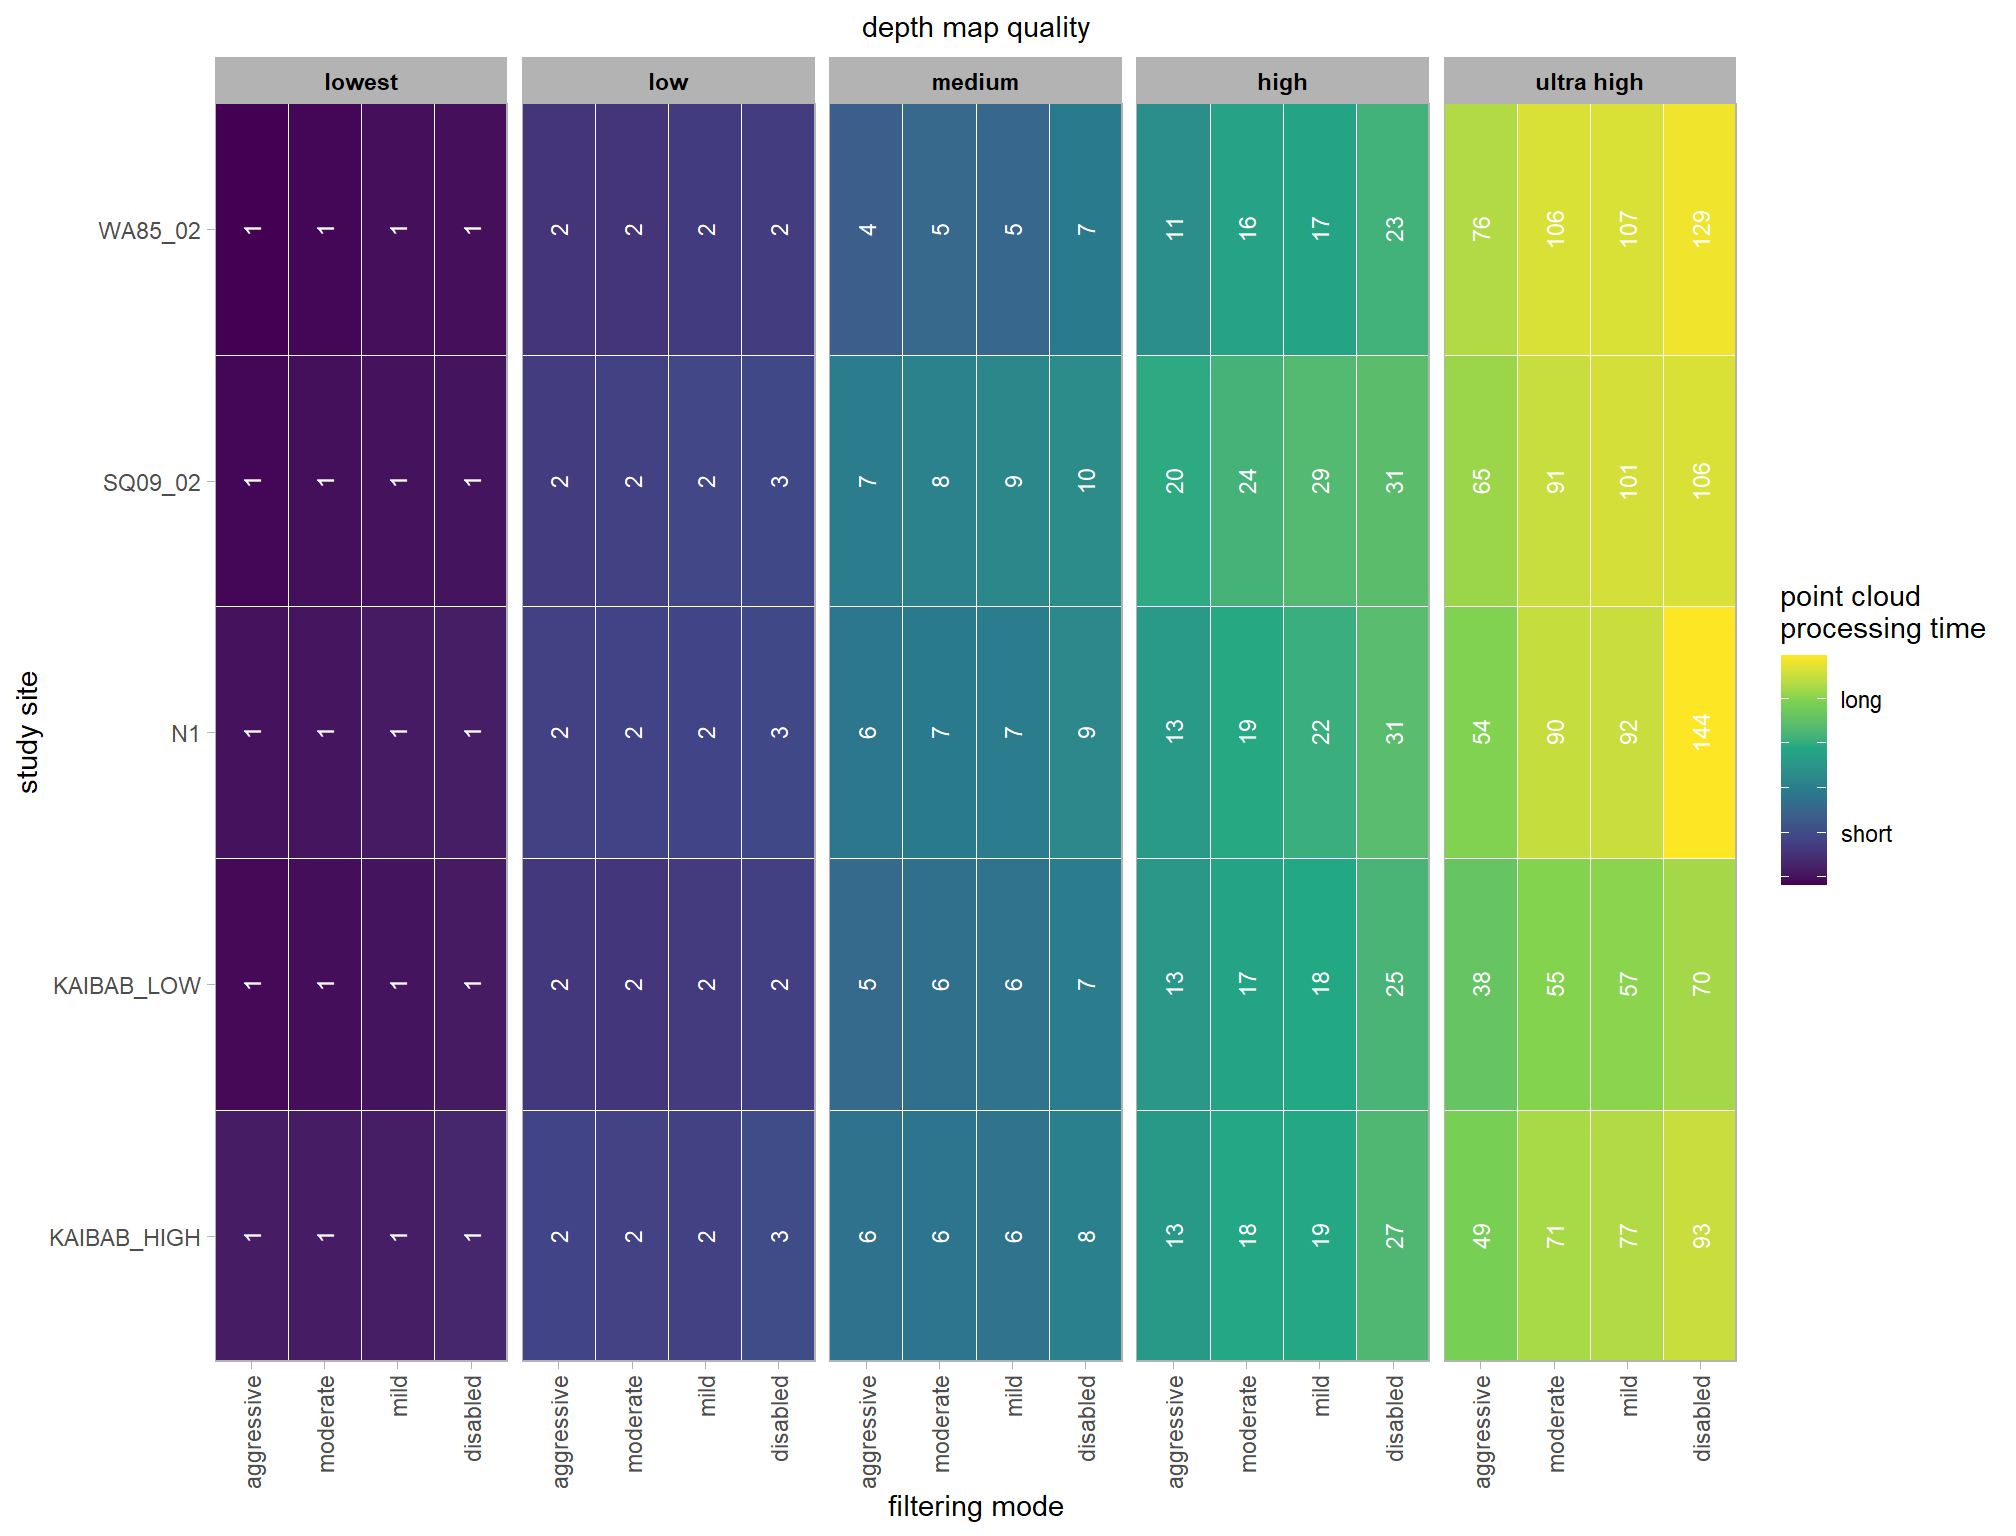 depth map quality
lowest low medium high ultra high
WA85_02 1 1 1 1 2 2 2 2 4 5 5 7 11 16 17 23 76 106 107 129
SQ09_02 1 1 1 1 2 2 2 3 7 8 9 10 20 24 29 31 65 91 101 106
N1 1 1 1 1 2 2 2 3 6 7 7 9 13 19 22 31 54 90 92 144
KAIBAB_LOW 1 1 1 1 2 2 2 2 5 6 6 7 13 17 18 25 38 55 57 70
KAIBAB_HIGH 1 1 1 1 2 2 2 3 6 6 6 8 13 18 19 27 49 71 77 93
aggressive moderate mild disabled aggressive moderate mild disabled aggressive moderate mild disabled aggressive moderate mild disabled aggressive moderate mild disabled
filtering mode
study site
point cloud
processing time
long
short